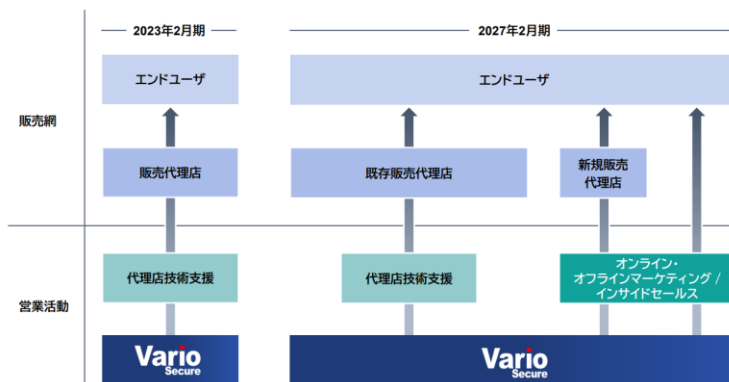 2023年2月期
2027年2月期
エンドユーザ
エンドユーザ
販売網
販売代理店
既存販売代理店
新規販売
代理店
代理店技術支援
代理店技術支援
オンライン・
オフラインマーケティング /
インサイドセールス
営業活動
Vario
Secure
Vario
Secure